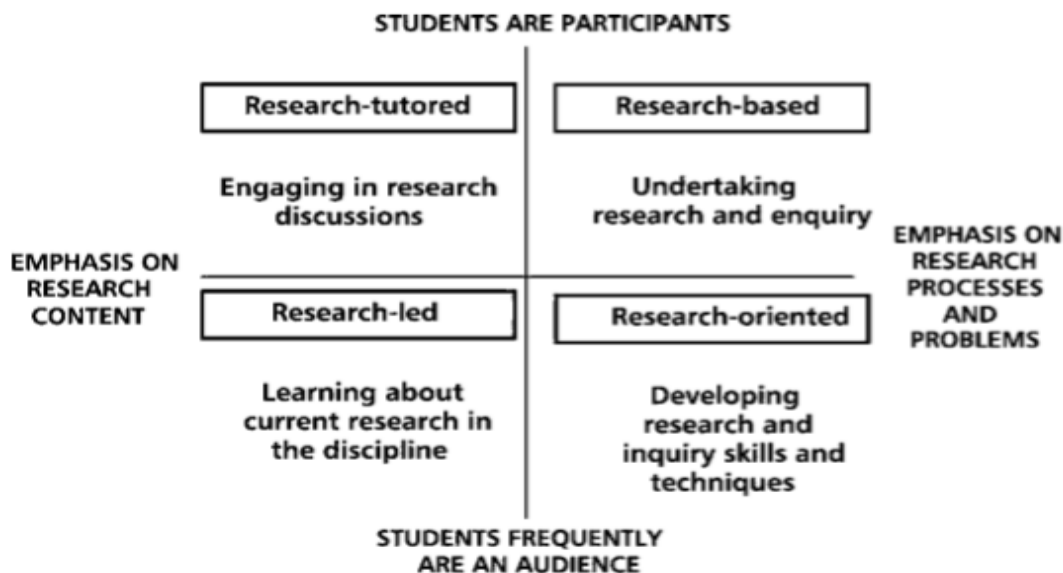 STUDENTS ARE PARTICIPANTS
Research-tutored
Research-based
Engaging in research
discussions
Undertaking
research and enquiry
EMPHASIS ON
RESEARCH
CONTENT
EMPHASIS ON
RESEARCH
PROCESSES
AND
PROBLEMS
Research-led
Research-oriented
Learning about
current research in
the discipline
Developing
research and
inquiry skills and
techniques
STUDENTS FREQUENTLY
ARE AN AUDIENCE